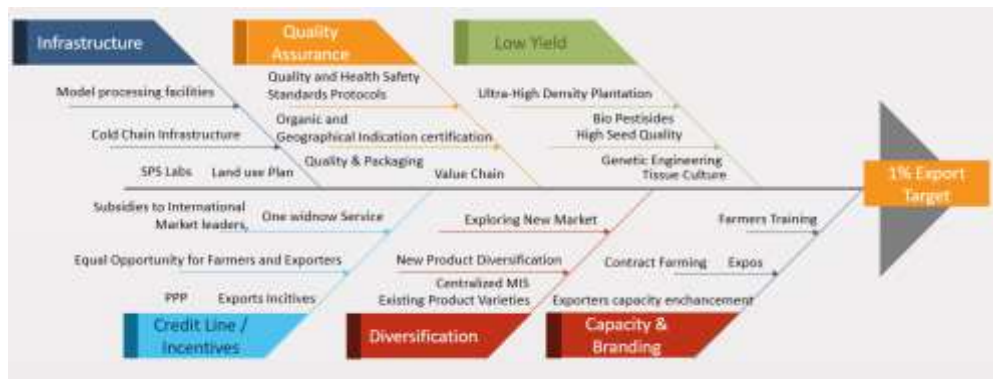 Infrastructure
Quality
Assurance
Low Yield
Model processing facilities
Cold Chain Infrastructure
SPS Labs
Land use Plan
Quality and Health Safety
Standards Protocols
Organic and
Geographical Indication certification
Quality & Packaging
Value Chain
Ultra-High Density Plantation
Bio Pestisides
High Seed Quality
Genetic Engineering
Tissue Culture
1% Export
Target
Subsidies to International
Market leaders,
One widnow Service
Equal Opportunity for Farmers and Exporters
PPP
Exports Incitives
Exploring New Market
New Product Diversification
Centralized MIS
Existing Product Varieties
Farmers Training
Contract Farming
Expos
Exporters capacity enchancement
Credit Line /
Incentives
Diversification
Capacity &
Branding